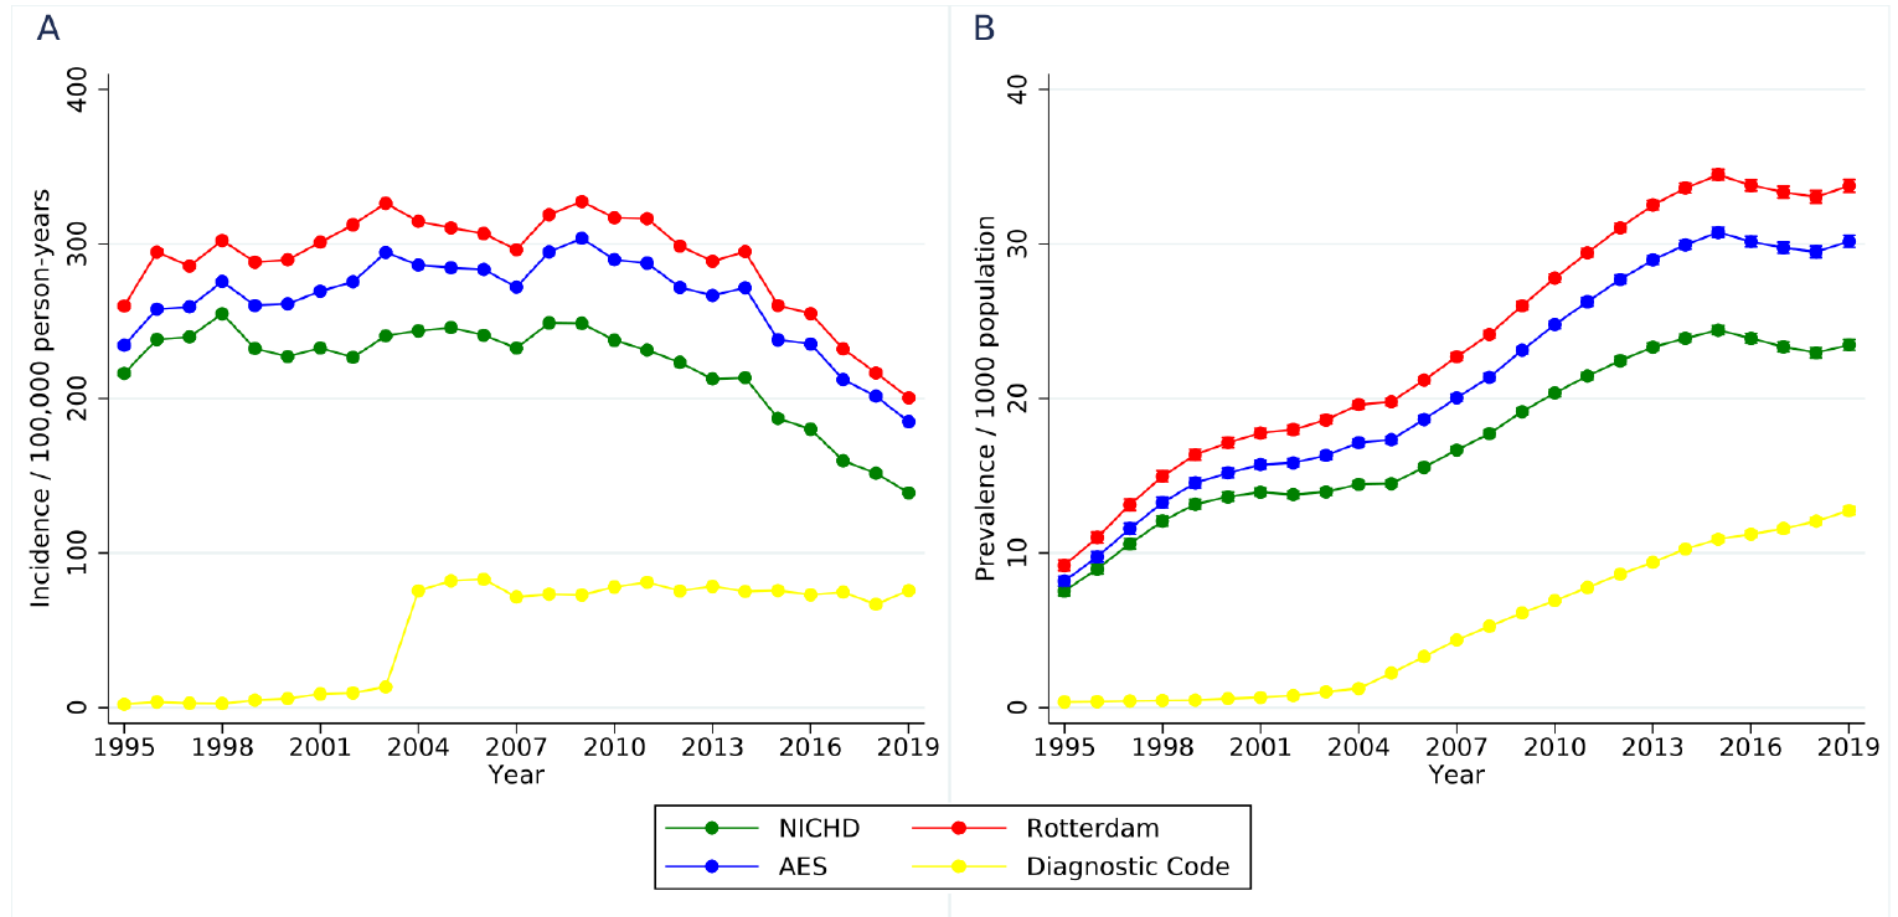 A
Incidence / 100,000 person-years
400
300
200
100
0
1995 1998 2001 2004 2007 2010 2013 2016 2019
Year
B
Prevalence / 1000 population
40
30
20
10
0
1995 1998 2001 2004 2007 2010 2013 2016 2019
Year
NICHD Rotterdam
AES Diagnostic Code